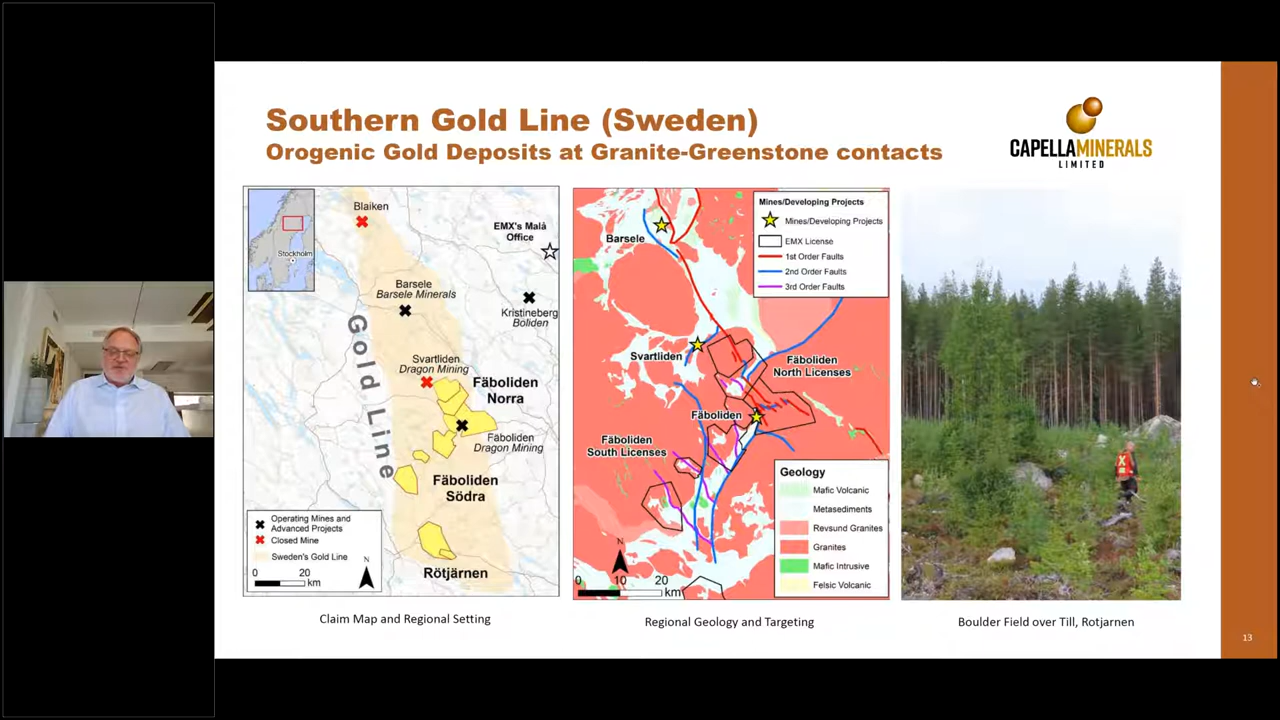 Southern Gold Line (Sweden)
Orogenic Gold Deposits at Granite-Greenstone contacts
CAPELLAMINERALS
LIMITED
Blaiken
EMX's Malå
Office
Stockholm
Barsele
Barsele Minerals
Kristineberg
Boliden
Gold Line
Svartliden
Dragon Mining
Fäboliden
Norra
Fäboliden
Dragon Mining
Fäboliden
Södra
Operating Mines and
Advanced Projects
Closed Mine
Sweden's Gold Line
0 20
km
N
Rötjärnen
Claim Map and Regional Setting
Mines/Developing Projects
Mines/Developing Projects
EMX License
1st Order Faults
2nd Order Faults
3rd Order Faults
Barsele
Svartliden
Fäboliden
North Licenses
Fäboliden
Fäboliden
South Licenses
Geology
Mafic Volcanic
Metasediments
Revsund Granites
Granites
Mafic Intrusive
Felsic Volcanic
N
0 10 20
km
Regional Geology and Targeting
Boulder Field over Till, Rotjarnen
13